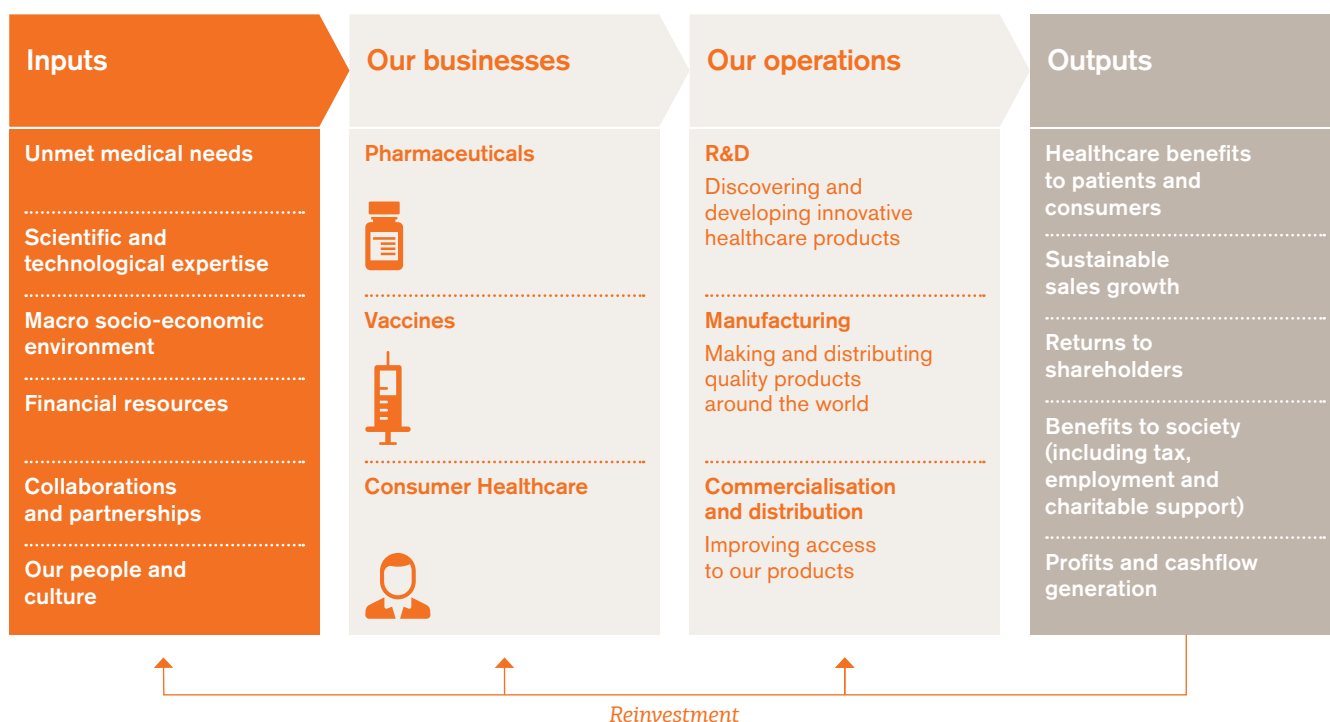 Inputs
Unmet medical needs
Scientific and
technological expertise
Macro socio-economic
environment
Financial resources
Collaborations
and partnerships
Our people and
culture
Our businesses
Pharmaceuticals
Vaccines
Consumer Healthcare
Our operations
R&D
Discovering and
developing innovative
healthcare products
Manufacturing
Making and distributing
quality products
around the world
Commercialisation
and distribution
Improving access
to our products
Outputs
Healthcare benefits
to patients and
consumers
Sustainable
sales growth
Returns to
shareholders
Benefits to society
(including tax,
employment and
charitable support)
Profits and cashflow
generation
Reinvestment